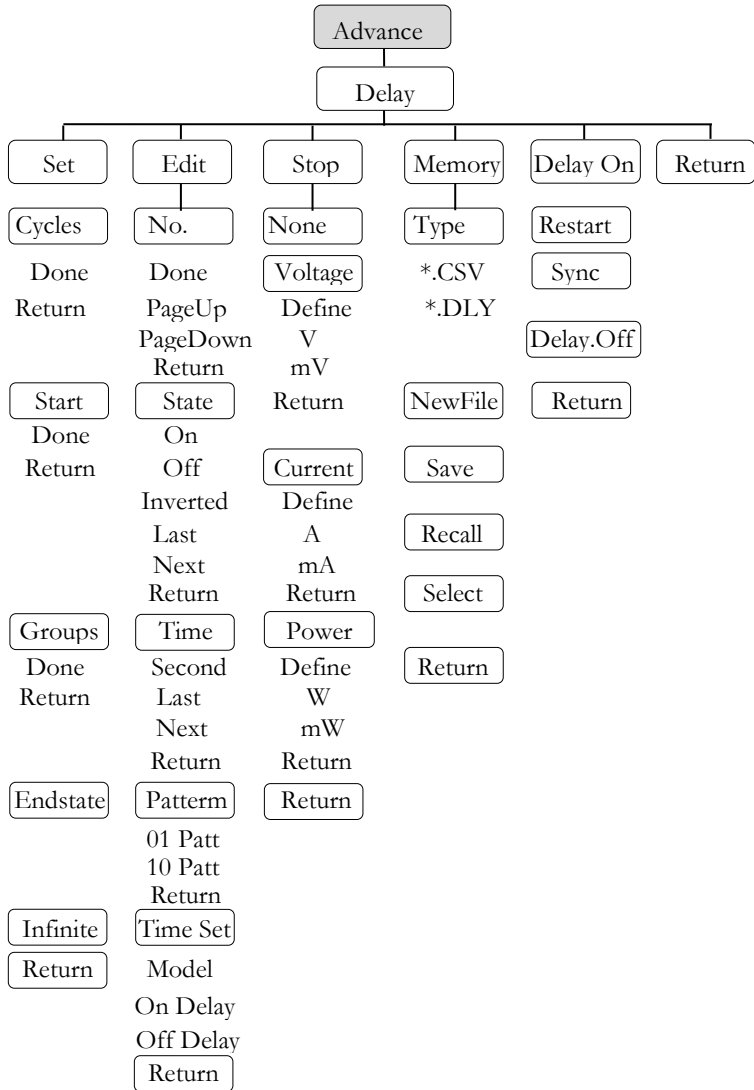 Advance
Delay
Set Edit Stop Memory Delay On Return
Cycles No. None Type Restart
Done Done Voltage *.CSV Sync
Return PageUp Define *.DLY
PageDown V Delay.Off
Return mV
Start State Return NewFile Return
Done On
Return Off Current Save
Inverted Define
Last A Recall
Next mA
Return Return Select
Groups Time Power
Done Second Define Return
Return Last W
Next mW
Return Return
Endstate Patterm Return
01 Patt
10 Patt
Return
Infinite Time Set
Return Model
On Delay
Off Delay
Return